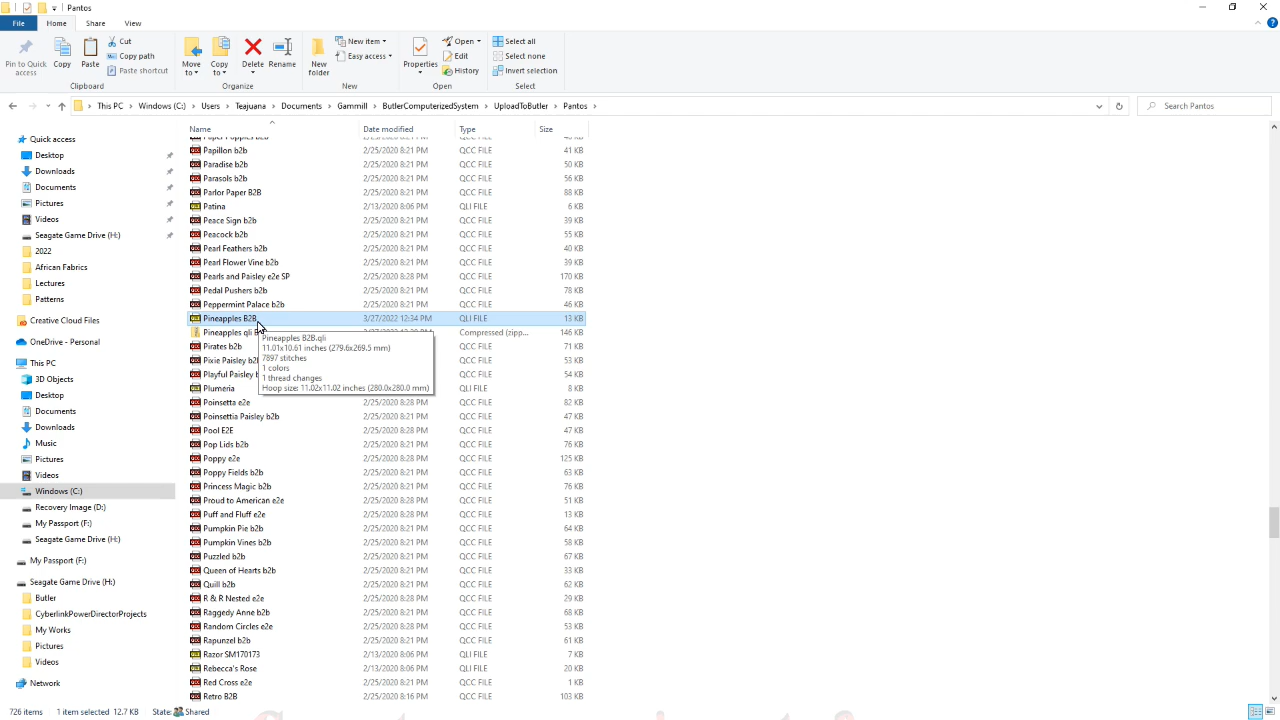 Pantos
File Home Share View
Pin to Quick access
Copy
Paste
Cut
Copy path
Paste shortcut
Clipboard
Move to
Copy to
Delete
Rename
Organize
New folder
New item
Easy access
New
Properties
Open
Edit
History
Open
Select all
Select none
Invert selection
Select
This PC > Windows (C:) > Users > Teajuana > Documents > Gammill > ButlerComputerizedSystem > UploadToButler > Pantos >
Search Pantos
Quick access
Desktop
Downloads
Documents
Pictures
Videos
Seagate Game Drive (H:)
2022
African Fabrics
Lectures
Patterns
Creative Cloud Files
OneDrive - Personal
This PC
3D Objects
Desktop
Documents
Downloads
Music
Pictures
Videos
Windows (C:)
Recovery Image (D:)
My Passport (F:)
Seagate Game Drive (H:)
My Passport (F:)
Seagate Game Drive (H:)
Butler
CyberlinkPowerDirectorProjects
My Works
Pictures
Videos
Network
Name Date modified Type Size
Papillon b2b 2/25/2020 8:21 PM QCC FILE 41 KB
Paradise b2b 2/25/2020 8:21 PM QCC FILE 50 KB
Parasols b2b 2/25/2020 8:21 PM QCC FILE 56 KB
Parlor Paper B2B 2/25/2020 8:21 PM QCC FILE 88 KB
Patina 2/13/2020 8:06 PM QLI FILE 6 KB
Peace Sign b2b 2/25/2020 8:21 PM QCC FILE 39 KB
Peacock b2b 2/25/2020 8:21 PM QCC FILE 55 KB
Pearl Feathers b2b 2/25/2020 8:21 PM QCC FILE 40 KB
Pearl Flower Vine b2b 2/25/2020 8:21 PM QCC FILE 36 KB
Pearls and Paisley e2e SP 2/25/2020 8:28 PM QCC FILE 170 KB
Pedal Pushers b2b 2/25/2020 8:21 PM QCC FILE 78 KB
Peppermint Palace b2b 2/25/2020 8:21 PM QCC FILE 46 KB
Pineapples B2B 3/27/2022 12:34 PM QLI FILE 13 KB
Pineapples qli Compressed (zipp... 146 KB
Pirates b2b QCC FILE 71 KB
Pixie Paisley b2b QCC FILE 53 KB
Playful Paisley QCC FILE 54 KB
Plumeria QLI FILE 8 KB
Pineapples B2B.qli
11.01x10.61 inches (279.6x269.5 mm)
7897 stitches
1 colors
1 thread changes
Hoop size: 11.02x11.02 inches (280.0x280.0 mm)
Poinsetta e2e 2/25/2020 8:28 PM QCC FILE 82 KB
Poinsettia Paisley b2b 2/25/2020 8:21 PM QCC FILE 47 KB
Pool E2E 2/25/2020 8:28 PM QCC FILE 47 KB
Pop Lids b2b 2/25/2020 8:21 PM QCC FILE 76 KB
Poppy e2e 2/25/2020 8:28 PM QCC FILE 125 KB
Poppy Fields b2b 2/25/2020 8:21 PM QCC FILE 63 KB
Princess Magic b2b 2/25/2020 8:21 PM QCC FILE 76 KB
Proud to American e2e 2/25/2020 8:28 PM QCC FILE 51 KB
Puff and Fluff e2e 2/25/2020 8:28 PM QCC FILE 13 KB
Pumpkin Pie b2b 2/25/2020 8:21 PM QCC FILE 64 KB
Pumpkin Vines b2b 2/25/2020 8:21 PM QCC FILE 58 KB
Puzzled b2b 2/25/2020 8:21 PM QCC FILE 67 KB
Queen of Hearts b2b 2/25/2020 8:21 PM QCC FILE 33 KB
Quill b2b 2/25/2020 8:21 PM QCC FILE 62 KB
R & R Nested e2e 2/25/2020 8:28 PM QCC FILE 29 KB
Raggedy Anne b2b 2/25/2020 8:21 PM QCC FILE 68 KB
Random Circles e2e 2/25/2020 8:28 PM QCC FILE 53 KB
Rapunzel b2b 2/25/2020 8:21 PM QCC FILE 61 KB
Razor SM170173 2/13/2020 8:06 PM QLI FILE 7 KB
Rebecca's Rose 2/13/2020 8:06 PM QLI FILE 20 KB
Red Cross e2e 2/25/2020 8:28 PM QCC FILE 1 KB
Retro B2B 2/25/2020 8:16 PM QCC FILE 103 KB
726 items 1 item selected 12.7 KB State: Shared